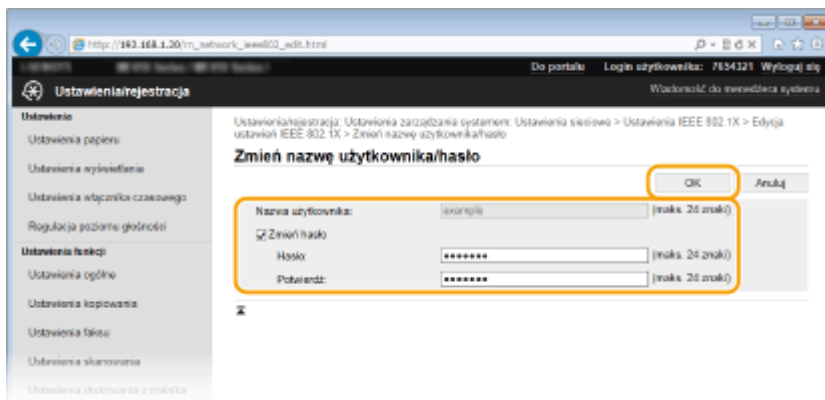 http://192.168.1.20/m_network_ieee802_edit.html
Do portalu Login użytkownika: 7654321 Wyloguj się
Ustawienia/rejestracja
Wiadomość do menedżera systemu
Ustawienia
Ustawienia papieru
Ustawienia wyświetlania
Ustawienia włącznika czasowego
Regulacja poziomu głośności
Ustawienia funkcji
Ustawienia ogólne
Ustawienia kopiowania
Ustawienia faksu
Ustawienia skanowania
Ustawienia drukowania z nośnika
Ustawienia/rejestracja: Ustawienia zarządzania systemem: Ustawienia sieciowe > Ustawienia IEEE 802.1X > Edycja
ustawień IEEE 802.1X > Zmień nazwę użytkownika/hasło
Zmień nazwę użytkownika/hasło
OK Anuluj
Nazwa użytkownika: example (maks. 24 znaki)
Zmień hasło
Hasło: ••••••• (maks. 24 znaki)
Potwierdź: ••••••• (maks. 24 znaki)